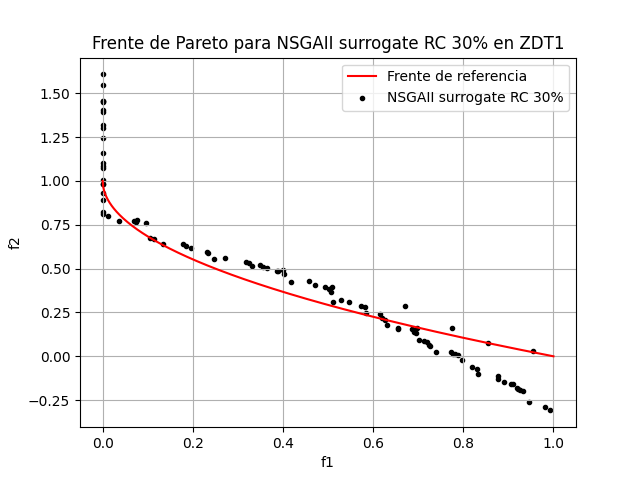 Frente de Pareto para NSGAII surrogate RC 30% en ZDT1
Frente de referencia
NSGAII surrogate RC 30%
f2
1.50
1.25
1.00
0.75
0.50
0.25
0.00
−0.25
0.0 0.2 0.4 0.6 0.8 1.0
f1